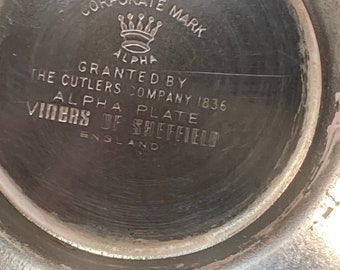 CORPORATE MARK
ALPHA
GRANTED BY
THE CUTLERS COMPANY 1836
ALPHA PLATE
VINERS OF SHEFFIELD
ENGLAND